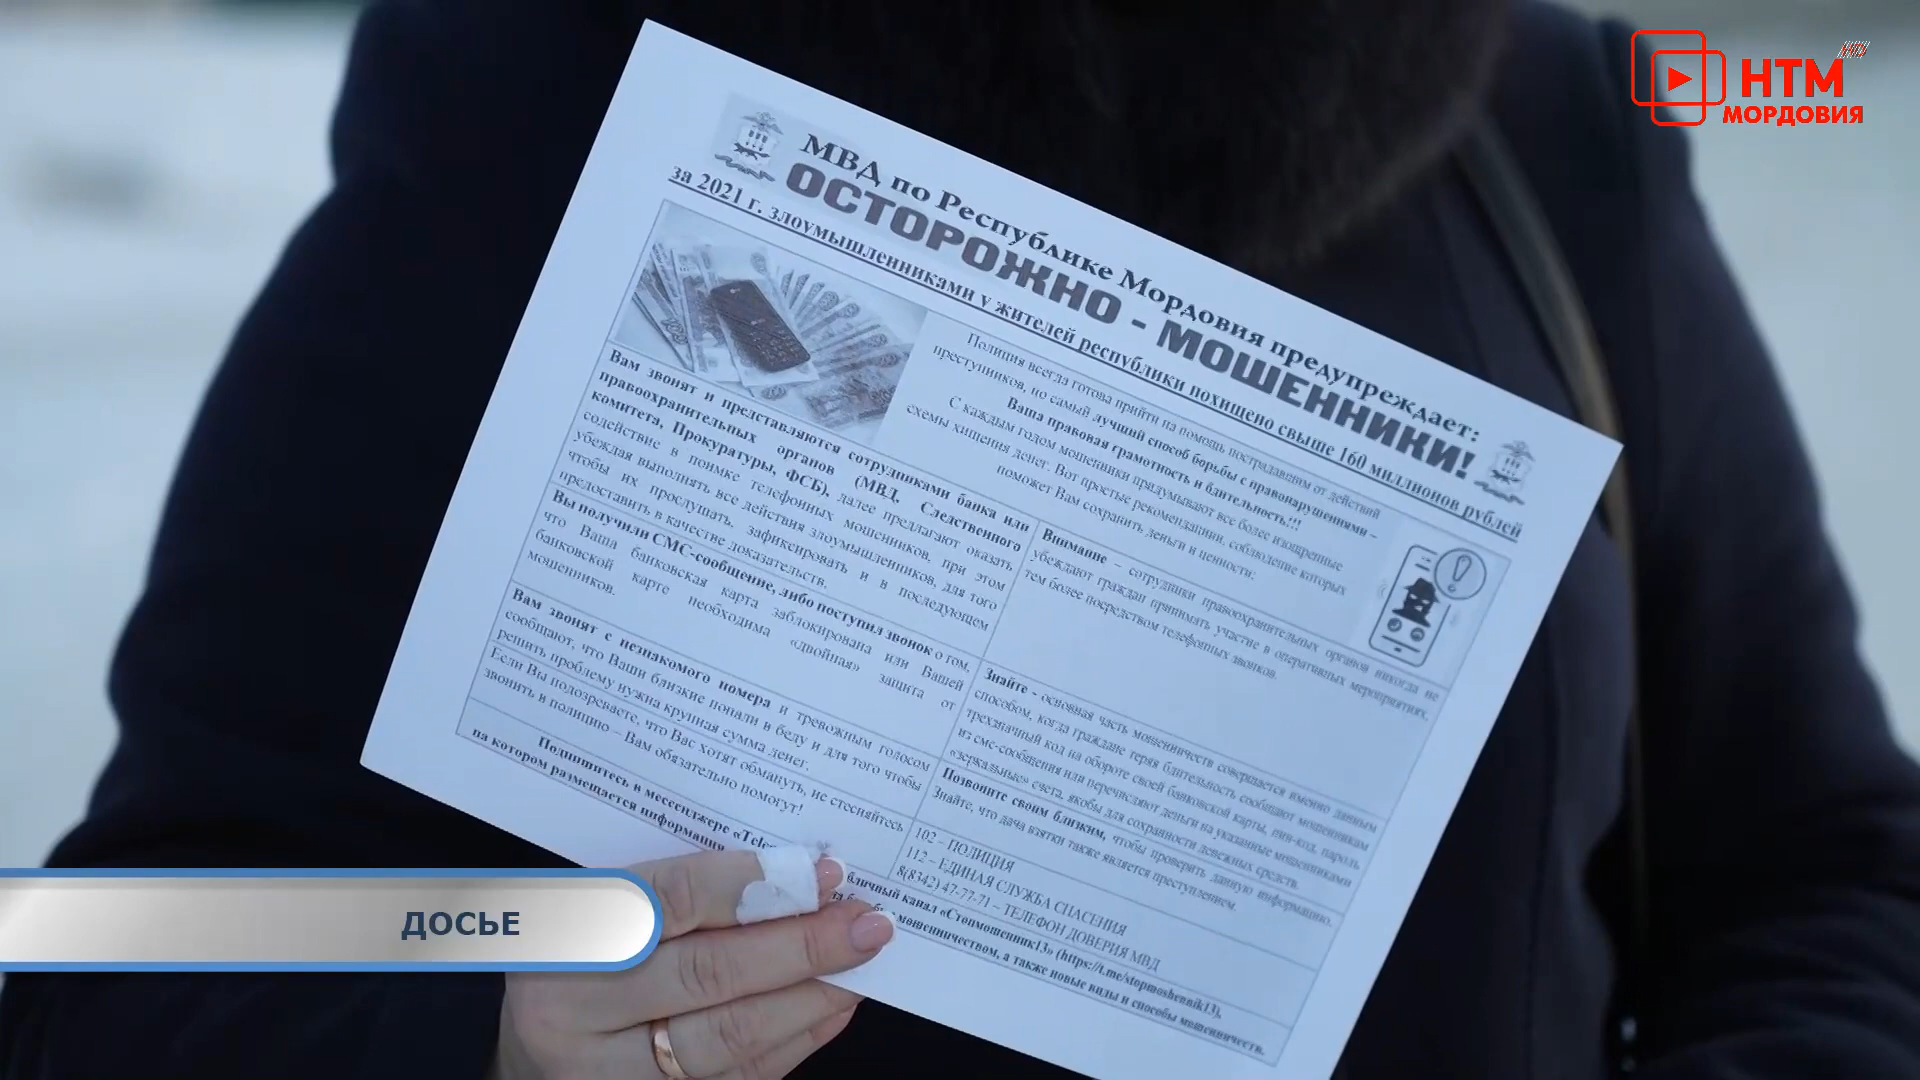 НТМ
МОРДОВИЯ
МВД по Республике Мордовия предупреждает:
ОСТОРОЖНО - МОШЕННИКИ!
за 2021 г. злоумышленниками у жителей республики похищено свыше 160 миллионов рублей
Полиция всегда готова прийти на помощь пострадавшим от действий
преступников, но самый лучший способ борьбы с правонарушениями –
Ваша правовая грамотность и бдительность!!!
С каждым годом мошенники придумывают все более изощренные
схемы хищения денег. Вот простые рекомендации, соблюдение которых
поможет Вам сохранить деньги и ценности:
Вам звонят и представляются сотрудниками банка или
правоохранительных органов (МВД, Следственного
комитета, Прокуратуры, ФСБ), далее предлагают оказать
содействие в поимке телефонных мошенников, при этом
убеждая выполнять все действия злоумышленников, для того
чтобы их прослушать, зафиксировать и в последующем
предоставить в качестве доказательств.
Внимание – сотрудники правоохранительных органов никогда не
убеждают граждан принять участие в оперативных мероприятиях,
тем более посредством телефонных звонков.
Вы получили СМС-сообщение, либо поступил звонок о том,
что Ваша банковская карта заблокирована или Вашей
банковской карте необходима «двойная» защита от
мошенников.
Знайте - основная часть мошенничеств совершается именно данным
способом, когда граждане теряя бдительность сообщают мошенникам
трехзначный код на обороте своей банковской карты, пин-код, пароль
из смс-сообщения или перечисляют деньги на указанные мошенниками
«зеркальные» счета, якобы для сохранности денежных средств.
Вам звонят с незнакомого номера и тревожным голосом
сообщают, что Ваши близкие попали в беду и для того чтобы
решить проблему нужна крупная сумма денег.
Позвоните своим близким, чтобы проверить данную информацию.
Знайте, что дача взятки также является преступлением.
Если Вы подозреваете, что Вас хотят обмануть, не стесняйтесь
звонить в полицию – Вам обязательно помогут!
102 – ПОЛИЦИЯ
112 – ЕДИНАЯ СЛУЖБА СПАСЕНИЯ
8(8342) 47-77-71 – ТЕЛЕФОН ДОВЕРИЯ МВД
Подпишитесь в мессенджере «Теле бличный канал «Стопмошенник13» (https://t.me/stopmoshennik13),
на котором размещается информация мошенничеством, а также новые виды и способы мошенничеств.
ДОСЬЕ